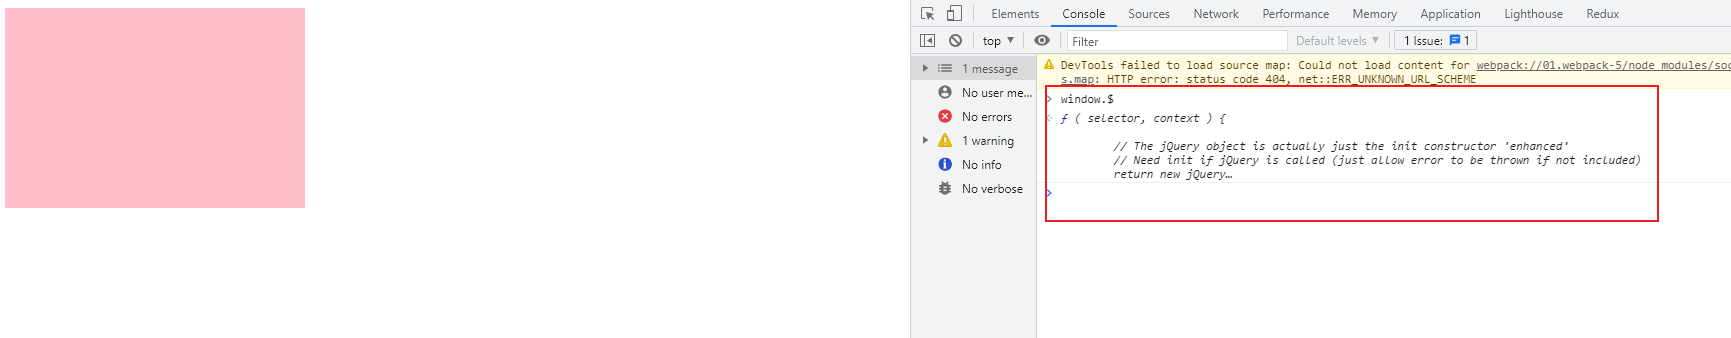 Elements Console Sources Network Performance Memory Application Lighthouse Redux
top Filter Default levels 1 Issue: 1
1 message
No user me...
No errors
1 warning
No info
No verbose
DevTools failed to load source map: Could not load content for webpack://01.webpack-5/node_modules/soc
s.map: HTTP error: status code 404, net::ERR_UNKNOWN_URL_SCHEME
window.$
ƒ ( selector, context ) {
// The jQuery object is actually just the init constructor 'enhanced'
// Need init if jQuery is called (just allow error to be thrown if not included)
return new jQuery…